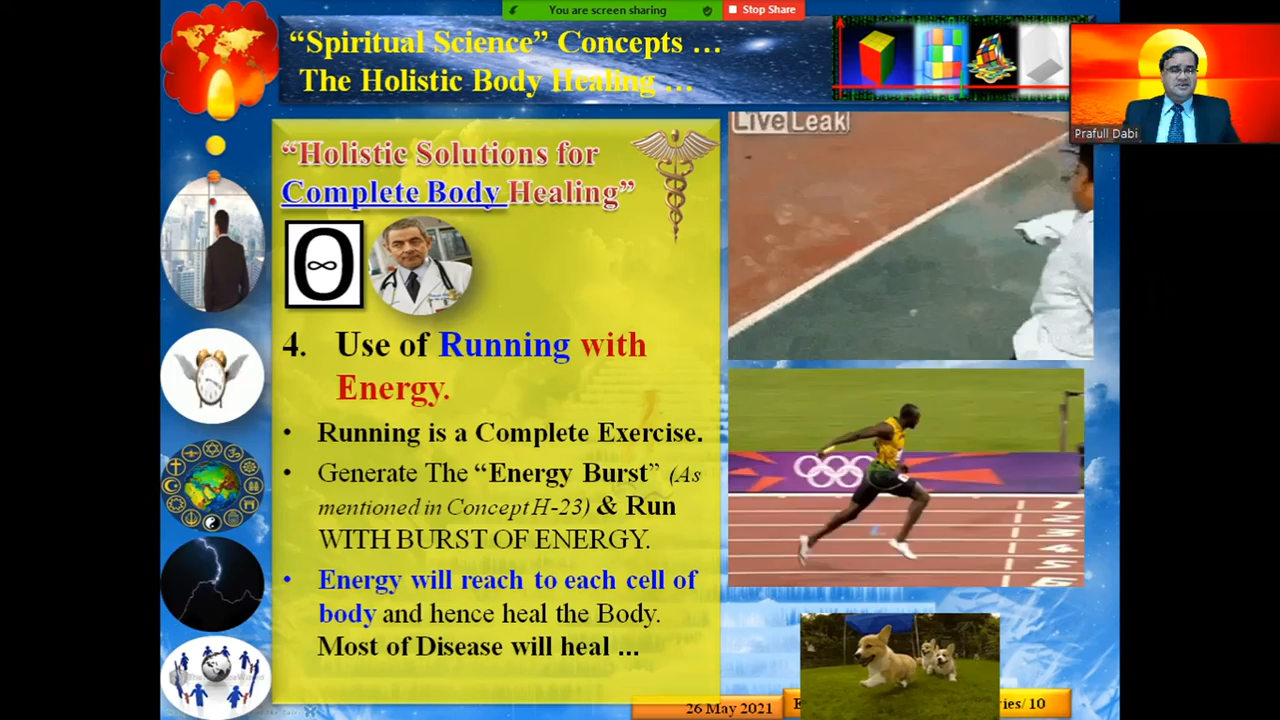 You are screen sharing
Stop Share
“Spiritual Science” Concepts …
The Holistic Body Healing …
Prafull Dabi
LiveLeak
“Holistic Solutions for
Complete Body Healing”
4. Use of Running with
Energy.
• Running is a Complete Exercise.
• Generate The “Energy Burst” (As
mentioned in Concept H-23) & Run
WITH BURST OF ENERGY.
• Energy will reach to each cell of
body and hence heal the Body.
Most of Disease will heal ...
26 May 2021
/ 10